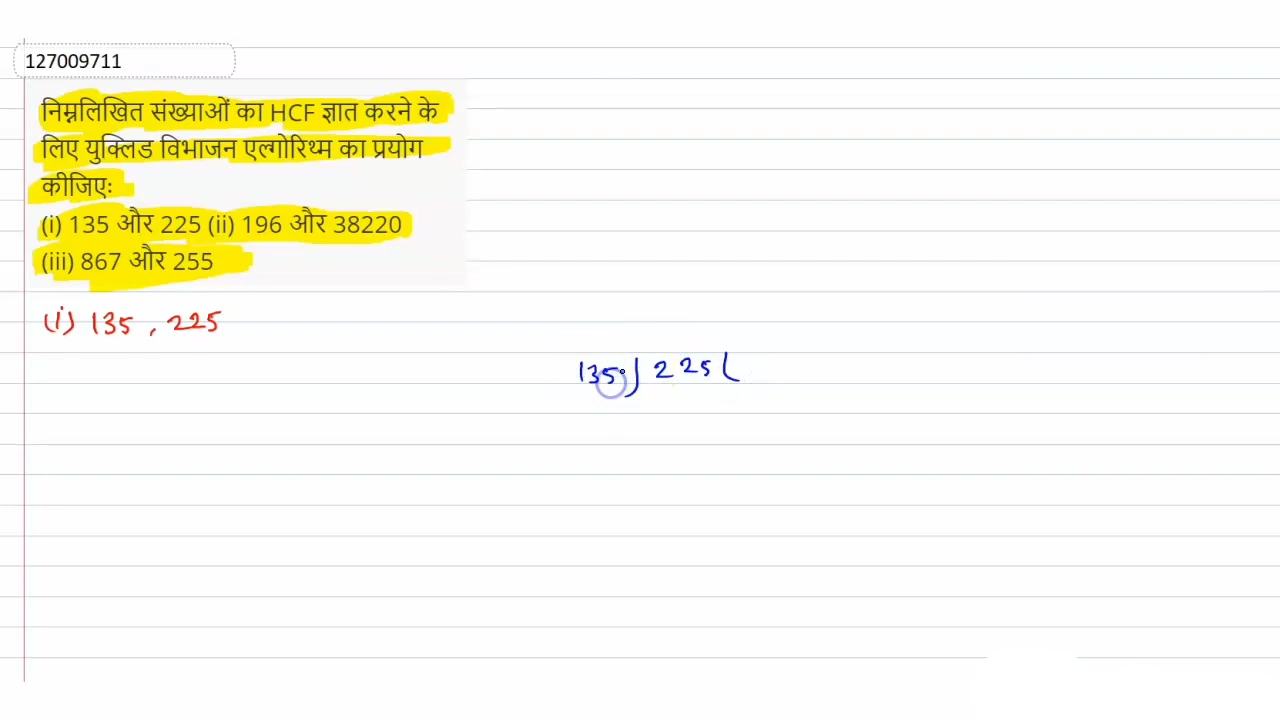 127009711
निम्नलिखित संख्याओं का HCF ज्ञात करने के
लिए युक्लिड विभाजन एल्गोरिथ्म का प्रयोग
कीजिएः
(i) 135 और 225 (ii) 196 और 38220
(iii) 867 और 255
(i) 135 , 225
135 ) 225 (